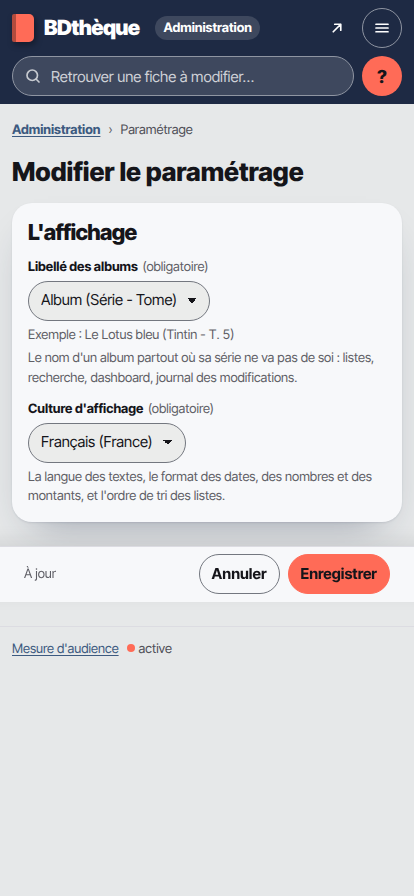 BDthèque Administration
Retrouver une fiche à modifier... ?
Administration › Paramétrage
Modifier le paramétrage
L'affichage
Libellé des albums (obligatoire)
Album (Série - Tome)
Exemple : Le Lotus bleu (Tintin - T. 5)
Le nom d'un album partout où sa série ne va pas de soi : listes,
recherche, dashboard, journal des modifications.
Culture d'affichage (obligatoire)
Français (France)
La langue des textes, le format des dates, des nombres et des
montants, et l'ordre de tri des listes.
À jour Annuler Enregistrer
Mesure d'audience active